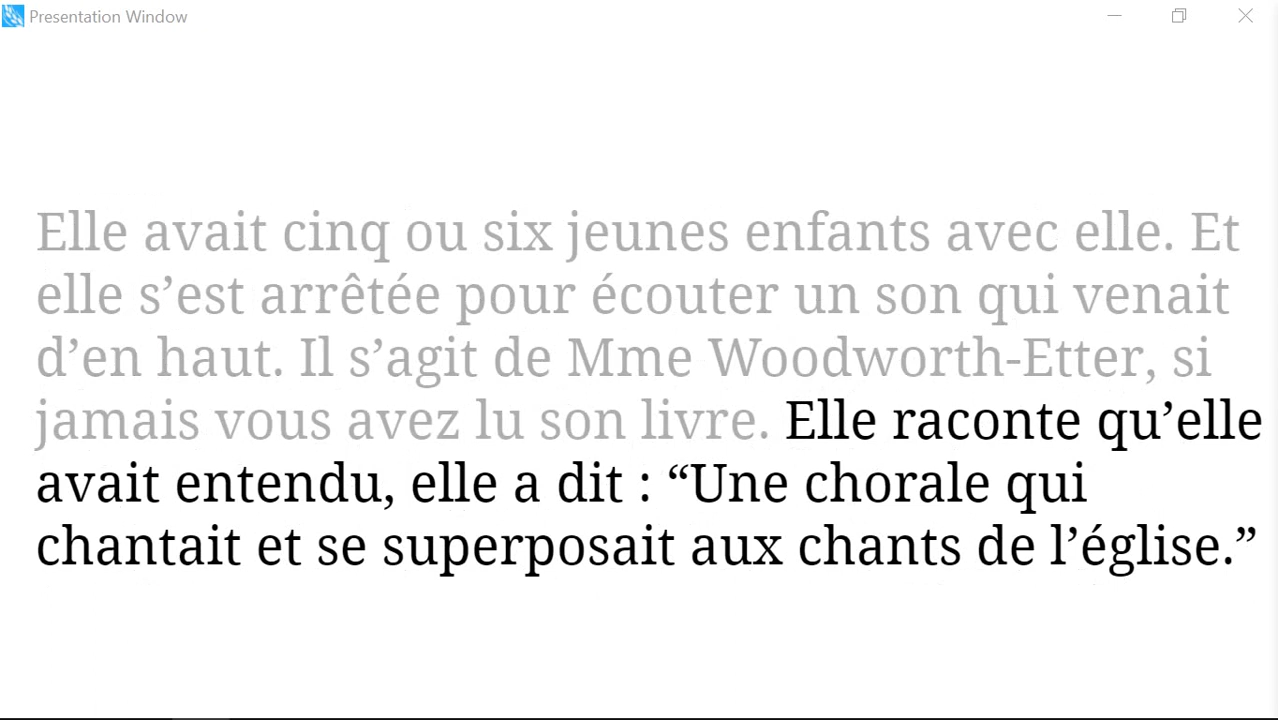 Presentation Window
Elle avait cinq ou six jeunes enfants avec elle. Et
elle s’est arrêtée pour écouter un son qui venait
d’en haut. Il s’agit de Mme Woodworth-Etter, si
jamais vous avez lu son livre. Elle raconte qu’elle
avait entendu, elle a dit : “Une chorale qui
chantait et se superposait aux chants de l’église.”